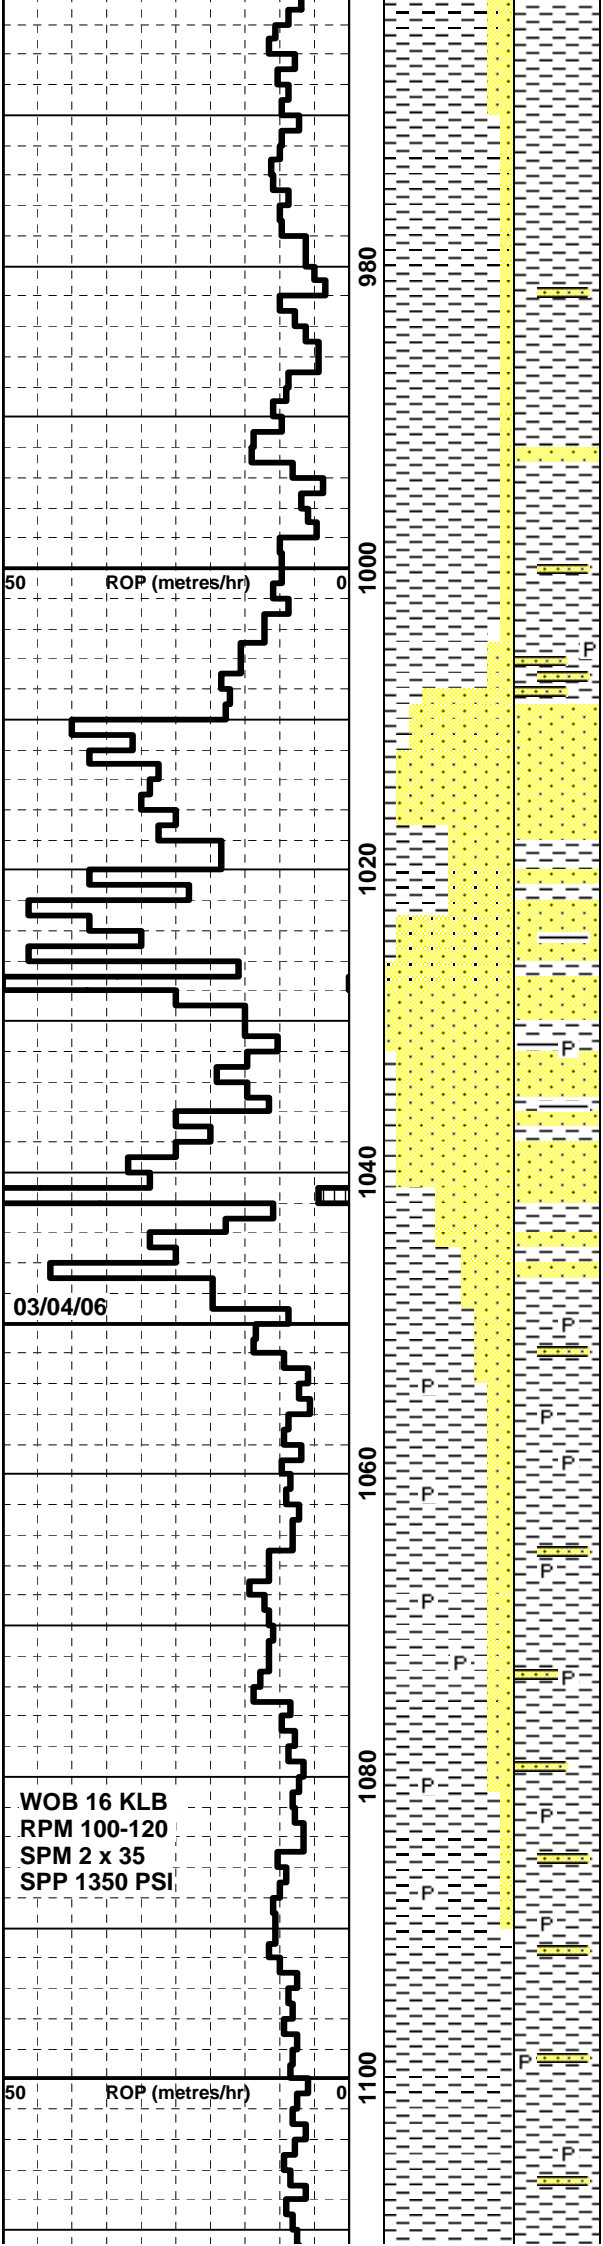 980
50 ROP (metres/hr) 0
1000
P
1020
P
1040
03/04/06
P
P
P
1060
P
P
P
P
P
P
1080
P
WOB 16 KLB
RPM 100-120
P
SPM 2 x 35
SPP 1350 PSI
P
P
P
50 ROP (metres/hr) 0
1100
P